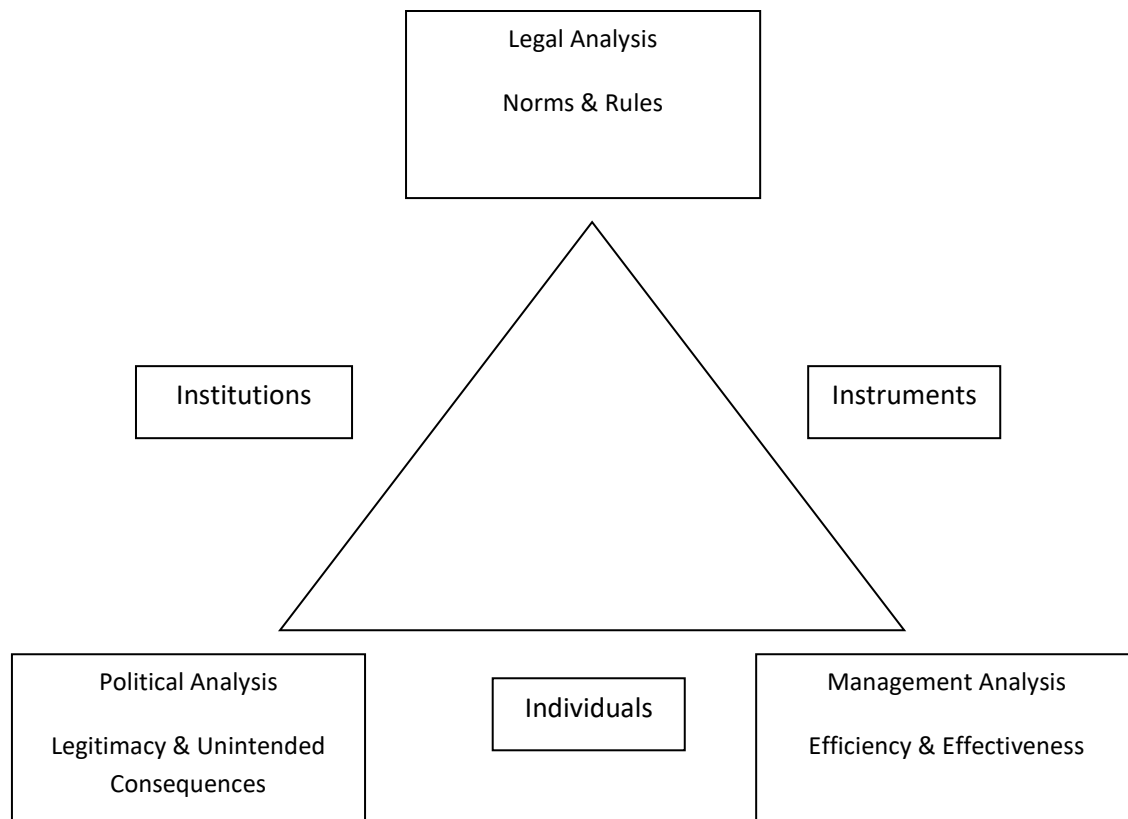 Legal Analysis
Norms & Rules
Institutions
Instruments
Political Analysis
Legitimacy & Unintended
Consequences
Individuals
Management Analysis
Efficiency & Effectiveness